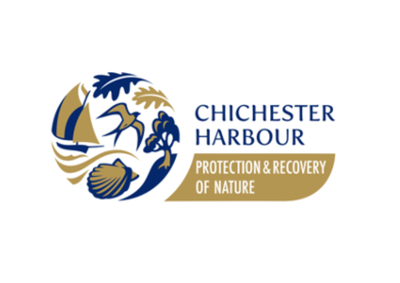 CHICHESTER
HARBOUR
PROTECTION & RECOVERY
OF NATURE